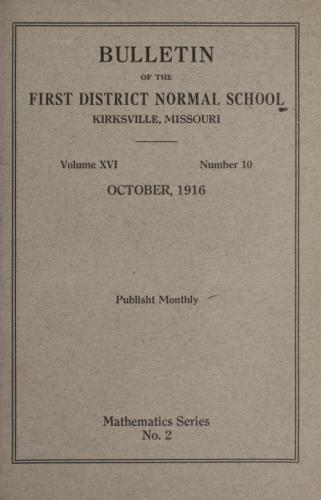 BULLETIN
OF THE
FIRST DISTRICT NORMAL SCHOOL
KIRKSVILLE, MISSOURI
Volume XVI Number 10
OCTOBER, 1916
Publisht Monthly
Mathematics Series
No. 2